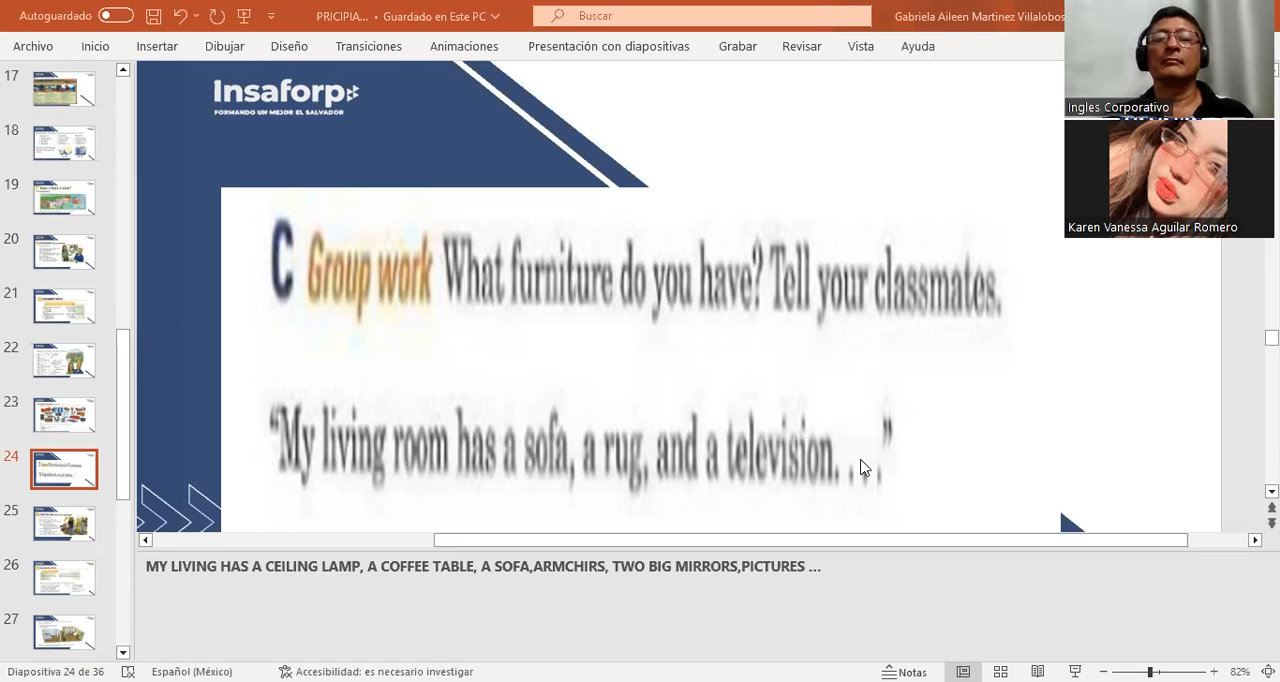 Autoguardado
PRICIPIA... • Guardado en Este PC
Buscar
Gabriela Aileen Martinez Villalobos
Archivo Inicio Insertar Dibujar Diseño Transiciones Animaciones Presentación con diapositivas Grabar Revisar Vista Ayuda
Ingles Corporativo
Karen Vanessa Aguilar Romero
17
18
19
20
21
22
23
24
25
26
27
Insaforp
FORMANDO UN MEJOR EL SALVADOR
C Group work What furniture do you have? Tell your classmates.
“My living room has a sofa, a rug, and a television. . . .”
MY LIVING HAS A CEILING LAMP, A COFFEE TABLE, A SOFA,ARMCHIRS, TWO BIG MIRRORS,PICTURES ...
Diapositiva 24 de 36 Español (México) Accesibilidad: es necesario investigar Notas 82%